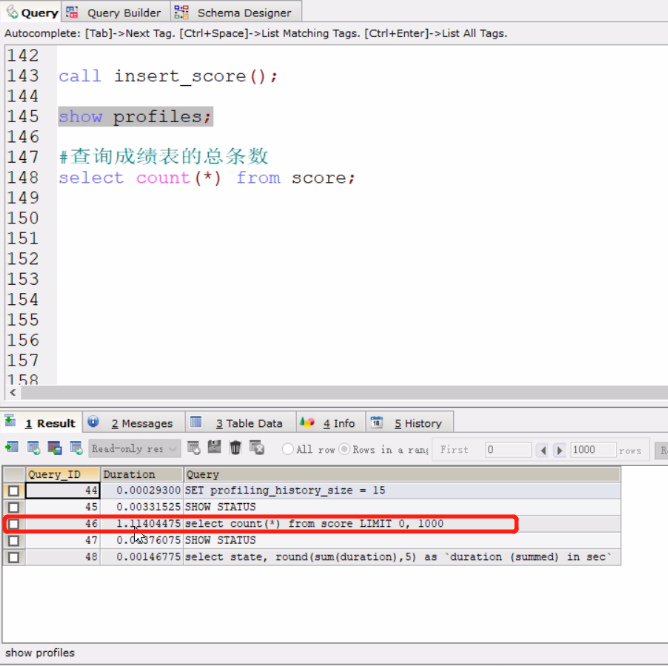 Query Query Builder Schema Designer
Autocomplete: [Tab]->Next Tag. [Ctrl+Space]->List Matching Tags. [Ctrl+Enter]->List All Tags.
142
143 call insert_score();
144
145 show profiles;
146
147 #查询成绩表的总条数
148 select count(*) from score;
149
150
151
152
153
154
155
156
157
158
1 Result 2 Messages 3 Table Data 4 Info 5 History
Read-only res All row Rows in a rang First 0 1000 rows
Query_ID Duration Query
44 0.00029300 SET profiling_history_size = 15
45 0.00331525 SHOW STATUS
46 1.11404475 select count(*) from score LIMIT 0, 1000
47 SHOW STATUS
48 0.00146775 select state, round(sum(duration),5) as `duration (summed) in sec`
show profiles